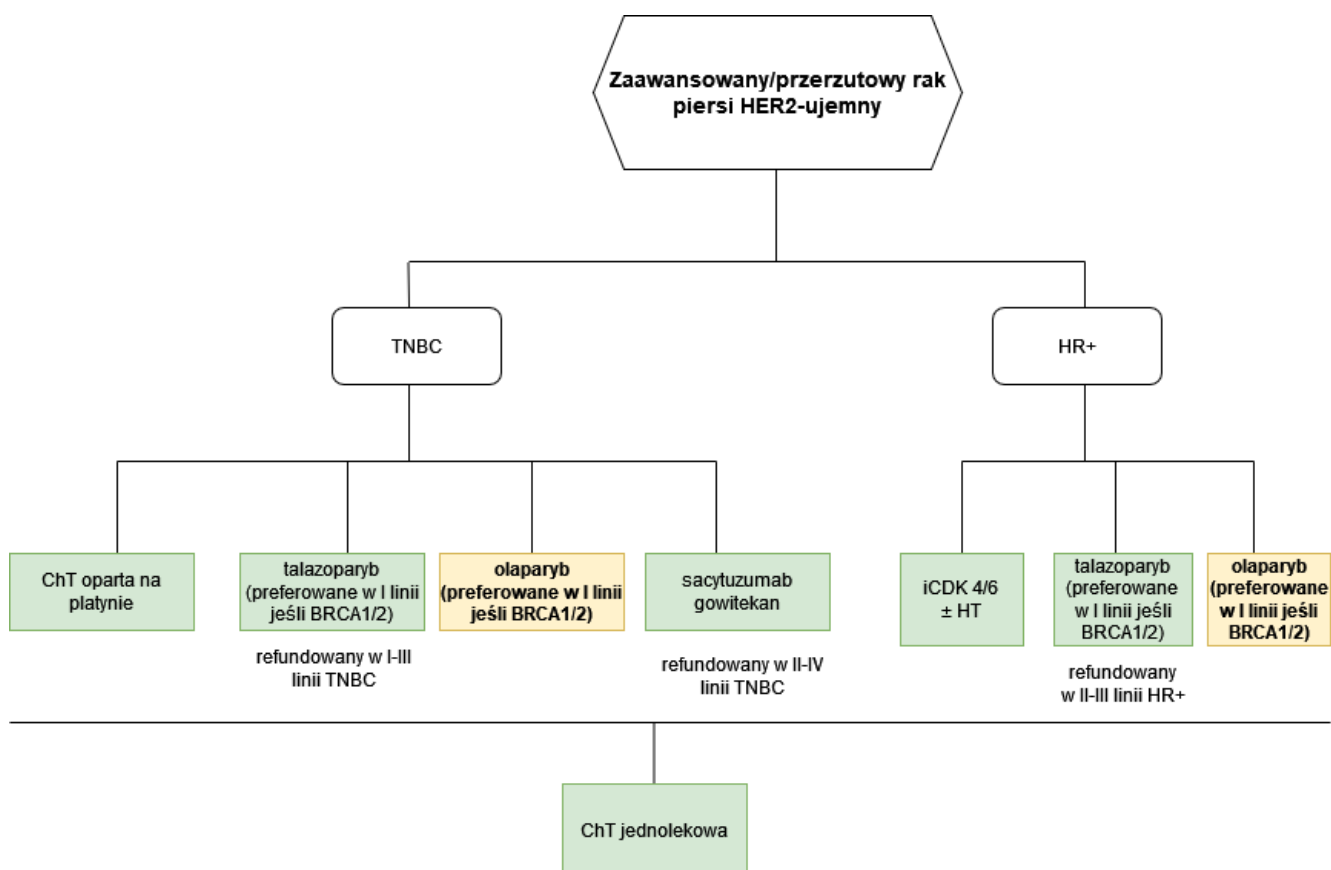 Zaawansowany/przerzutowy rak
piersi HER2-ujemny
TNBC
HR+
ChT oparta na
platynie
talazoparyb
(preferowane w I linii
jeśli BRCA1/2)
olaparyb
(preferowane w I linii
jeśli BRCA1/2)
sacytuzumab
gowitekan
iCDK 4/6
± HT
talazoparyb
(preferowane
w I linii jeśli
BRCA1/2)
olaparyb
(preferowane
w I linii jeśli
BRCA1/2)
refundowany w I-III
linii TNBC
refundowany w II-IV
linii TNBC
refundowany
w II-III linii HR+
ChT jednolekowa